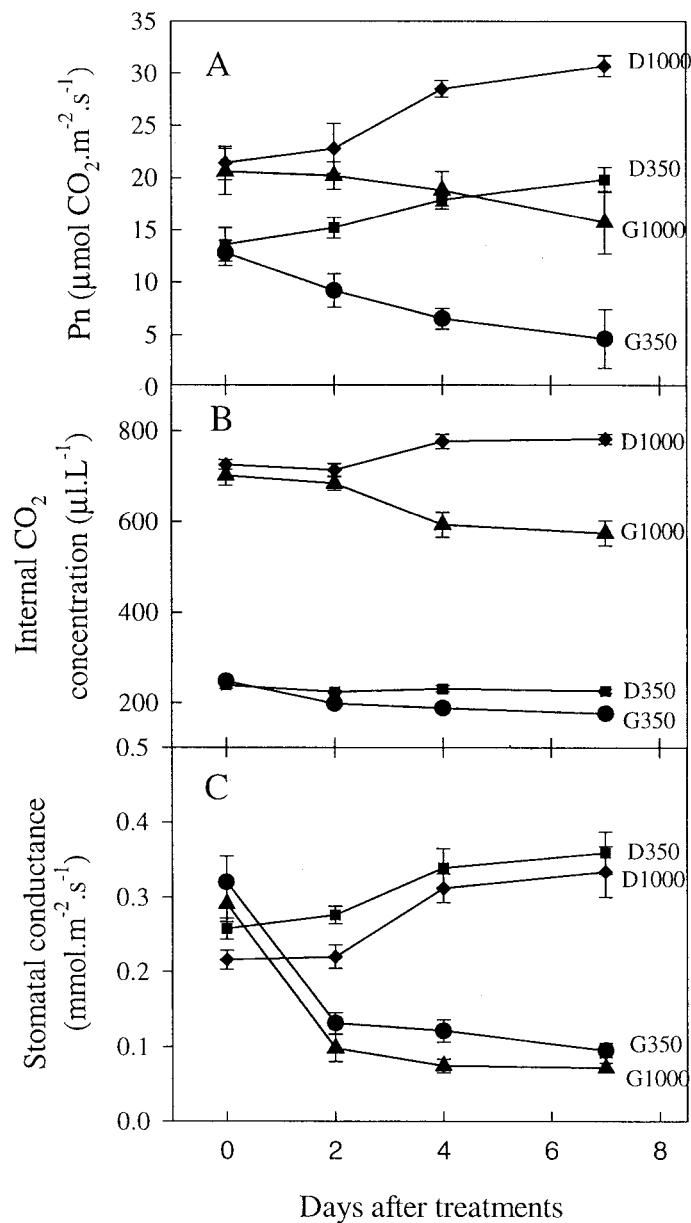 A
Pn (μmol CO₂.m⁻².s⁻¹)
35
30
25
20
15
10
5
0
D1000
D350
G1000
G350
B
Internal CO₂
concentration (μl.L⁻¹)
800
600
400
200
D1000
G1000
D350
G350
C
Stomatal conductance
(mmol.m⁻².s⁻¹)
0.5
0.4
0.3
0.2
0.1
0.0
D350
D1000
G350
G1000
0 2 4 6 8
Days after treatments